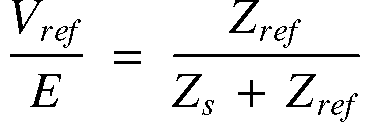 V_ref / E = Z_ref / (Z_s + Z_ref)